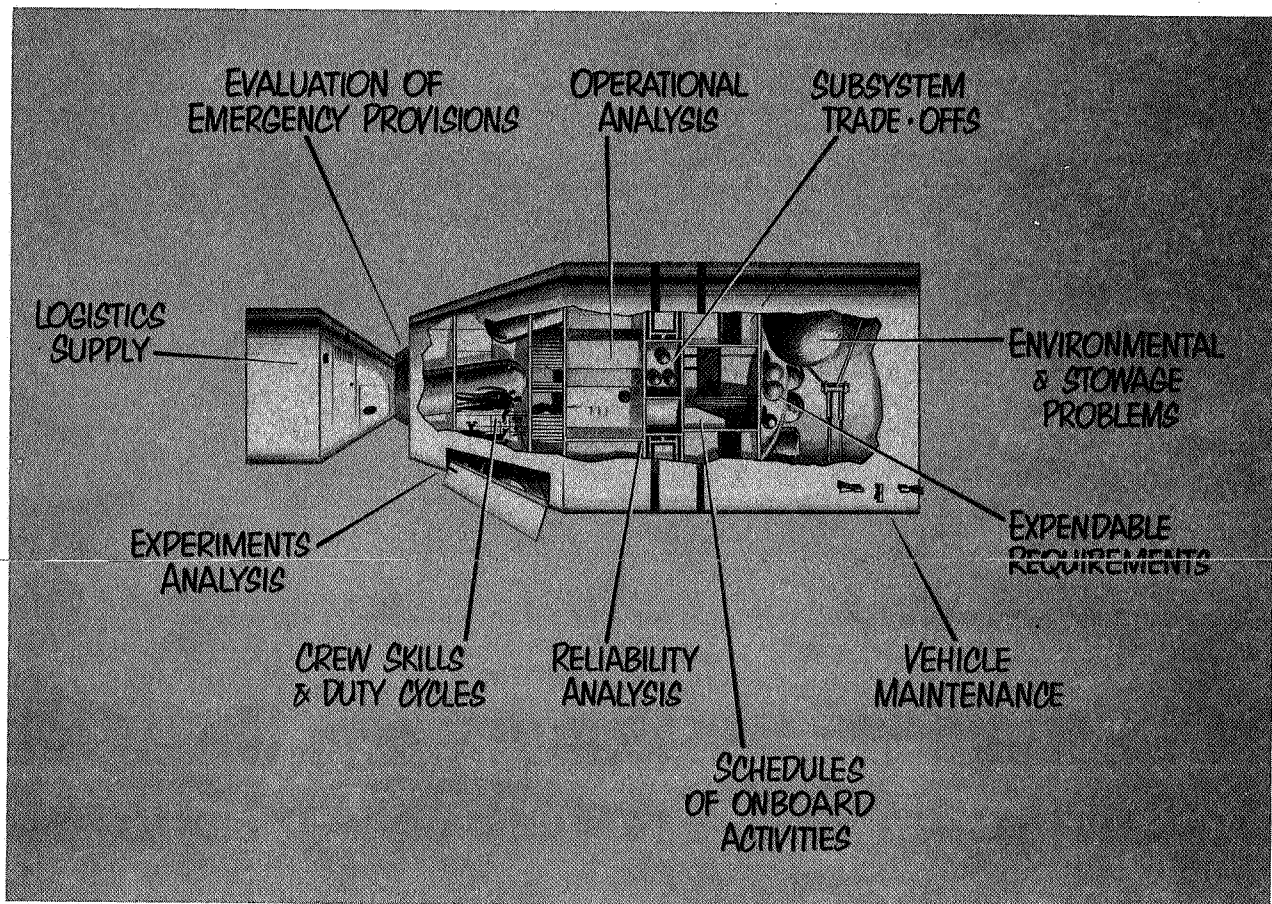 EVALUATION OF
EMERGENCY PROVISIONS
OPERATIONAL
ANALYSIS
SUBSYSTEM
TRADE·OFFS
LOGISTICS
SUPPLY
ENVIRONMENTAL
& STOWAGE
PROBLEMS
EXPERIMENTS
ANALYSIS
EXPENDABLE
REQUIREMENTS
CREW SKILLS
& DUTY CYCLES
RELIABILITY
ANALYSIS
VEHICLE
MAINTENANCE
SCHEDULES
OF ONBOARD
ACTIVITIES